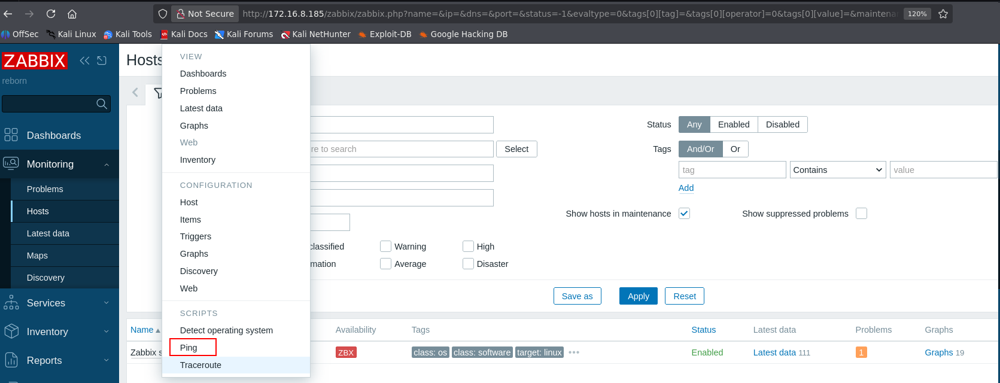 Not Secure http://172.16.8.185/zabbix/zabbix.php?name=&ip=&dns=&port=&status=-1&evaltype=0&tags[0][tag]=&tags[0][operator]=0&tags[0][value]=&maintena 120%
OffSec Kali Linux Kali Tools Kali Docs Kali Forums Kali NetHunter Exploit-DB Google Hacking DB
ZABBIX
reborn
Dashboards
Monitoring
Problems
Hosts
Latest data
Maps
Discovery
Services
Inventory
Reports
Hosts
VIEW
Dashboards
Problems
Latest data
Graphs
Web
Inventory
CONFIGURATION
Host
Items
Triggers
Graphs
Discovery
Web
SCRIPTS
Detect operating system
Ping
Traceroute
re to search Select
classified Warning High
mation Average Disaster
Status Any Enabled Disabled
Tags And/Or Or
tag Contains value
Add
Show hosts in maintenance Show suppressed problems
Save as Apply Reset
Name Availability Tags Status Latest data Problems Graphs
Zabbix s ZBX class: os class: software target: linux ••• Enabled Latest data 111 1 Graphs 19